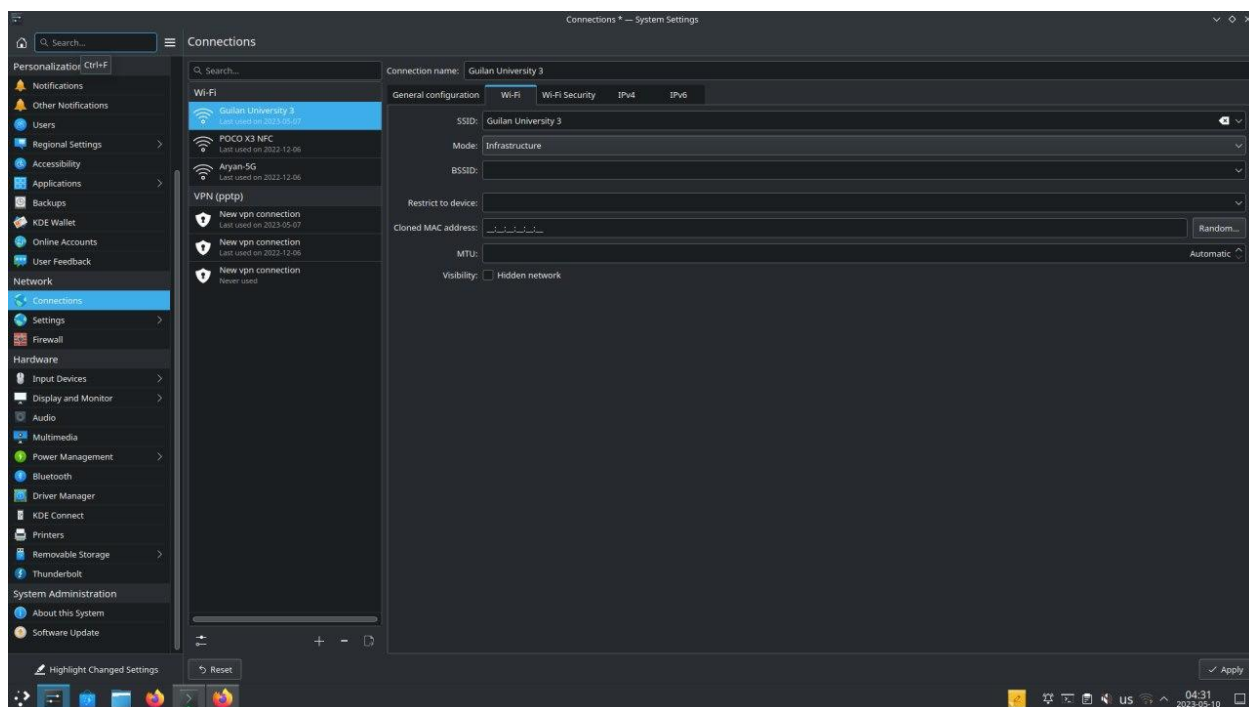 Connections * — System Settings
Search...
Connections
Personalization
Ctrl+F
Notifications
Other Notifications
Users
Regional Settings
Accessibility
Applications
Backups
KDE Wallet
Online Accounts
User Feedback
Network
Connections
Settings
Firewall
Hardware
Input Devices
Display and Monitor
Audio
Multimedia
Power Management
Bluetooth
Driver Manager
KDE Connect
Printers
Removable Storage
Thunderbolt
System Administration
About this System
Software Update
Highlight Changed Settings
Search...
Wi-Fi
Guilan University 3
Last used on 2023-05-07
POCO X3 NFC
Last used on 2022-12-06
Aryan-5G
Last used on 2022-12-06
VPN (pptp)
New vpn connection
Last used on 2023-05-07
New vpn connection
Last used on 2022-12-06
New vpn connection
Never used
Reset
Connection name: Guilan University 3
General configuration Wi-Fi Wi-Fi Security IPv4 IPv6
SSID: Guilan University 3
Mode: Infrastructure
BSSID:
Restrict to device:
Cloned MAC address: __:__:__:__:__:__ Random...
MTU: Automatic
Visibility: Hidden network
Apply
us
04:31
2023-05-10